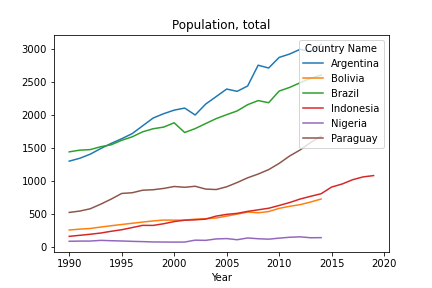 Population, total
3000
2500
2000
1500
1000
500
0
Country Name
Argentina
Bolivia
Brazil
Indonesia
Nigeria
Paraguay
1990 1995 2000 2005 2010 2015 2020
Year